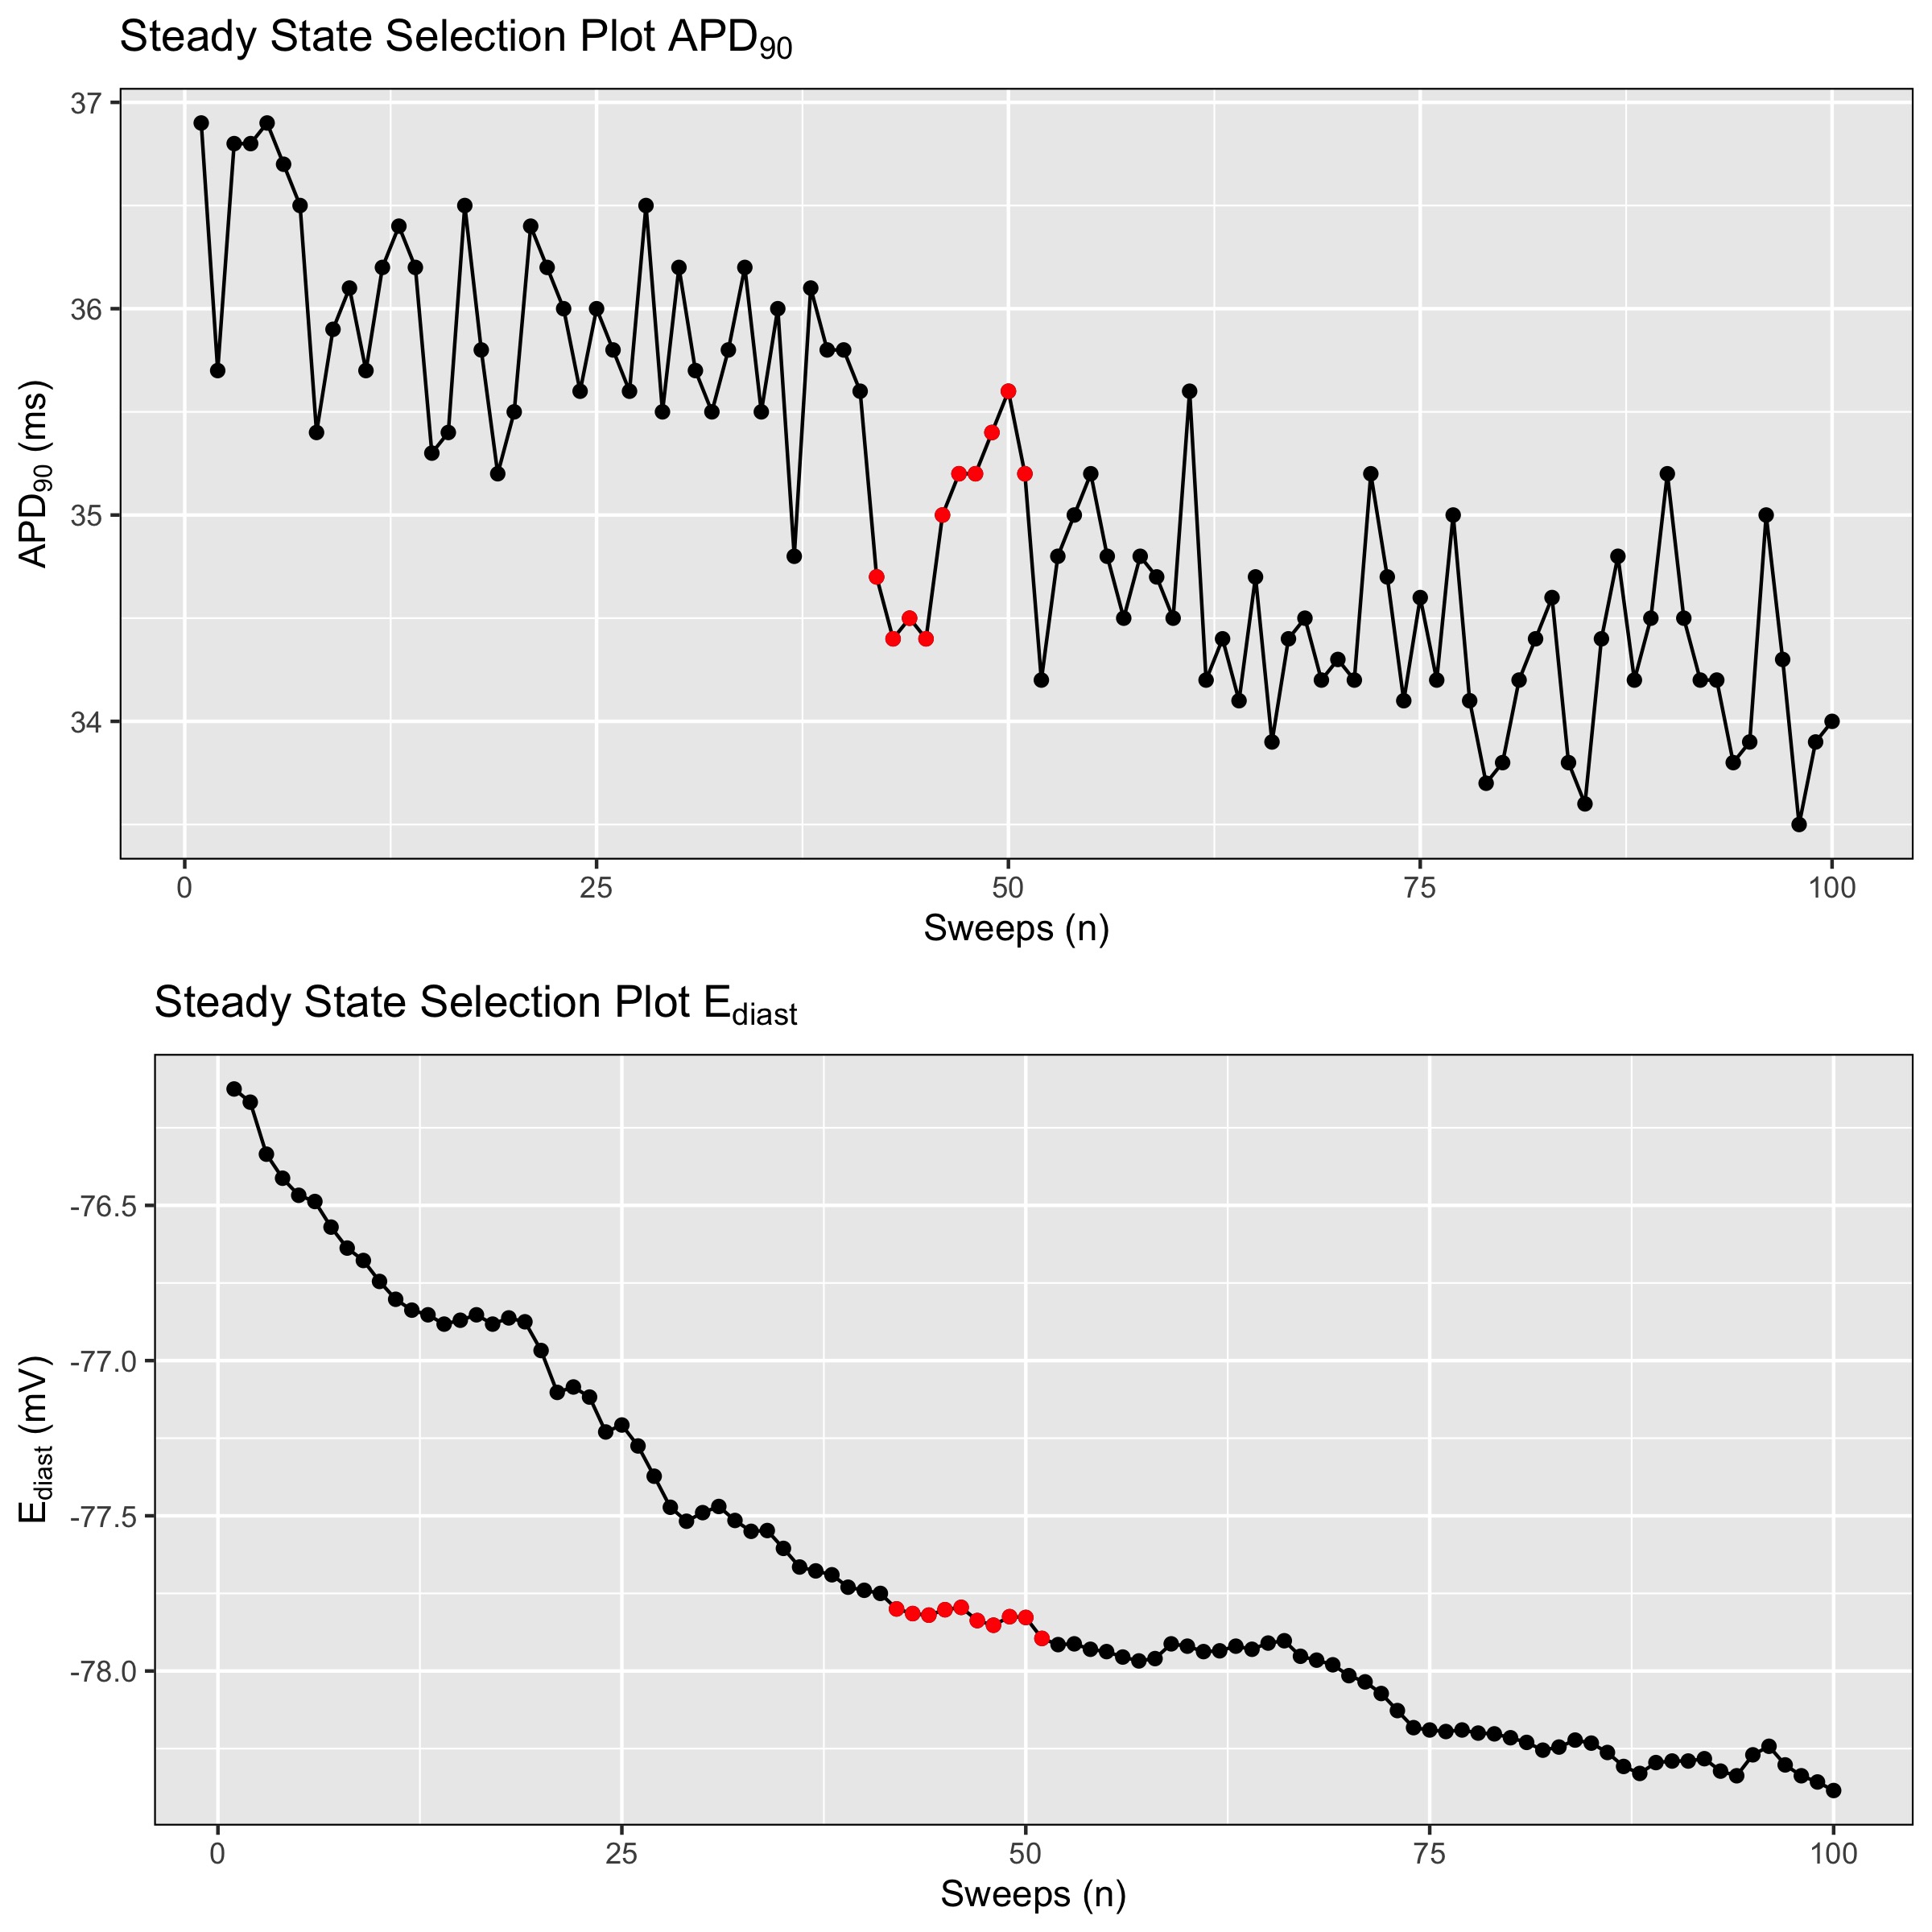 Steady State Selection Plot APD90
37
36
35
34
APD90 (ms)
0 25 50 75 100
Sweeps (n)
Steady State Selection Plot Ediast
-76.5
-77.0
-77.5
-78.0
Ediast (mV)
0 25 50 75 100
Sweeps (n)